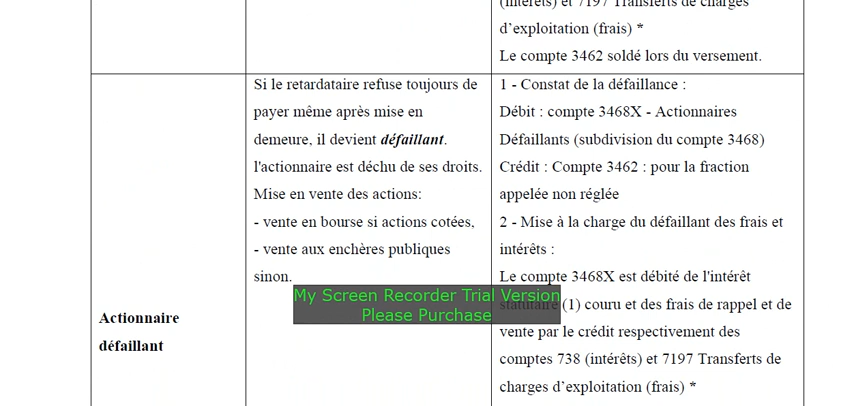 (intérêts) et 7197 Transferts de charges
d’exploitation (frais) *
Le compte 3462 soldé lors du versement.
Actionnaire
défaillant
Si le retardataire refuse toujours de
payer même après mise en
demeure, il devient défaillant.
l'actionnaire est déchu de ses droits.
Mise en vente des actions:
- vente en bourse si actions cotées,
- vente aux enchères publiques
sinon.
1 - Constat de la défaillance :
Débit : compte 3468X - Actionnaires
Défaillants (subdivision du compte 3468)
Crédit : Compte 3462 : pour la fraction
appelée non réglée
2 - Mise à la charge du défaillant des frais et
intérêts :
Le compte 3468X est débité de l'intérêt
statutaire (1) couru et des frais de rappel et de
vente par le crédit respectivement des
comptes 738 (intérêts) et 7197 Transferts de
charges d’exploitation (frais) *
My Screen Recorder Trial Version
Please Purchase